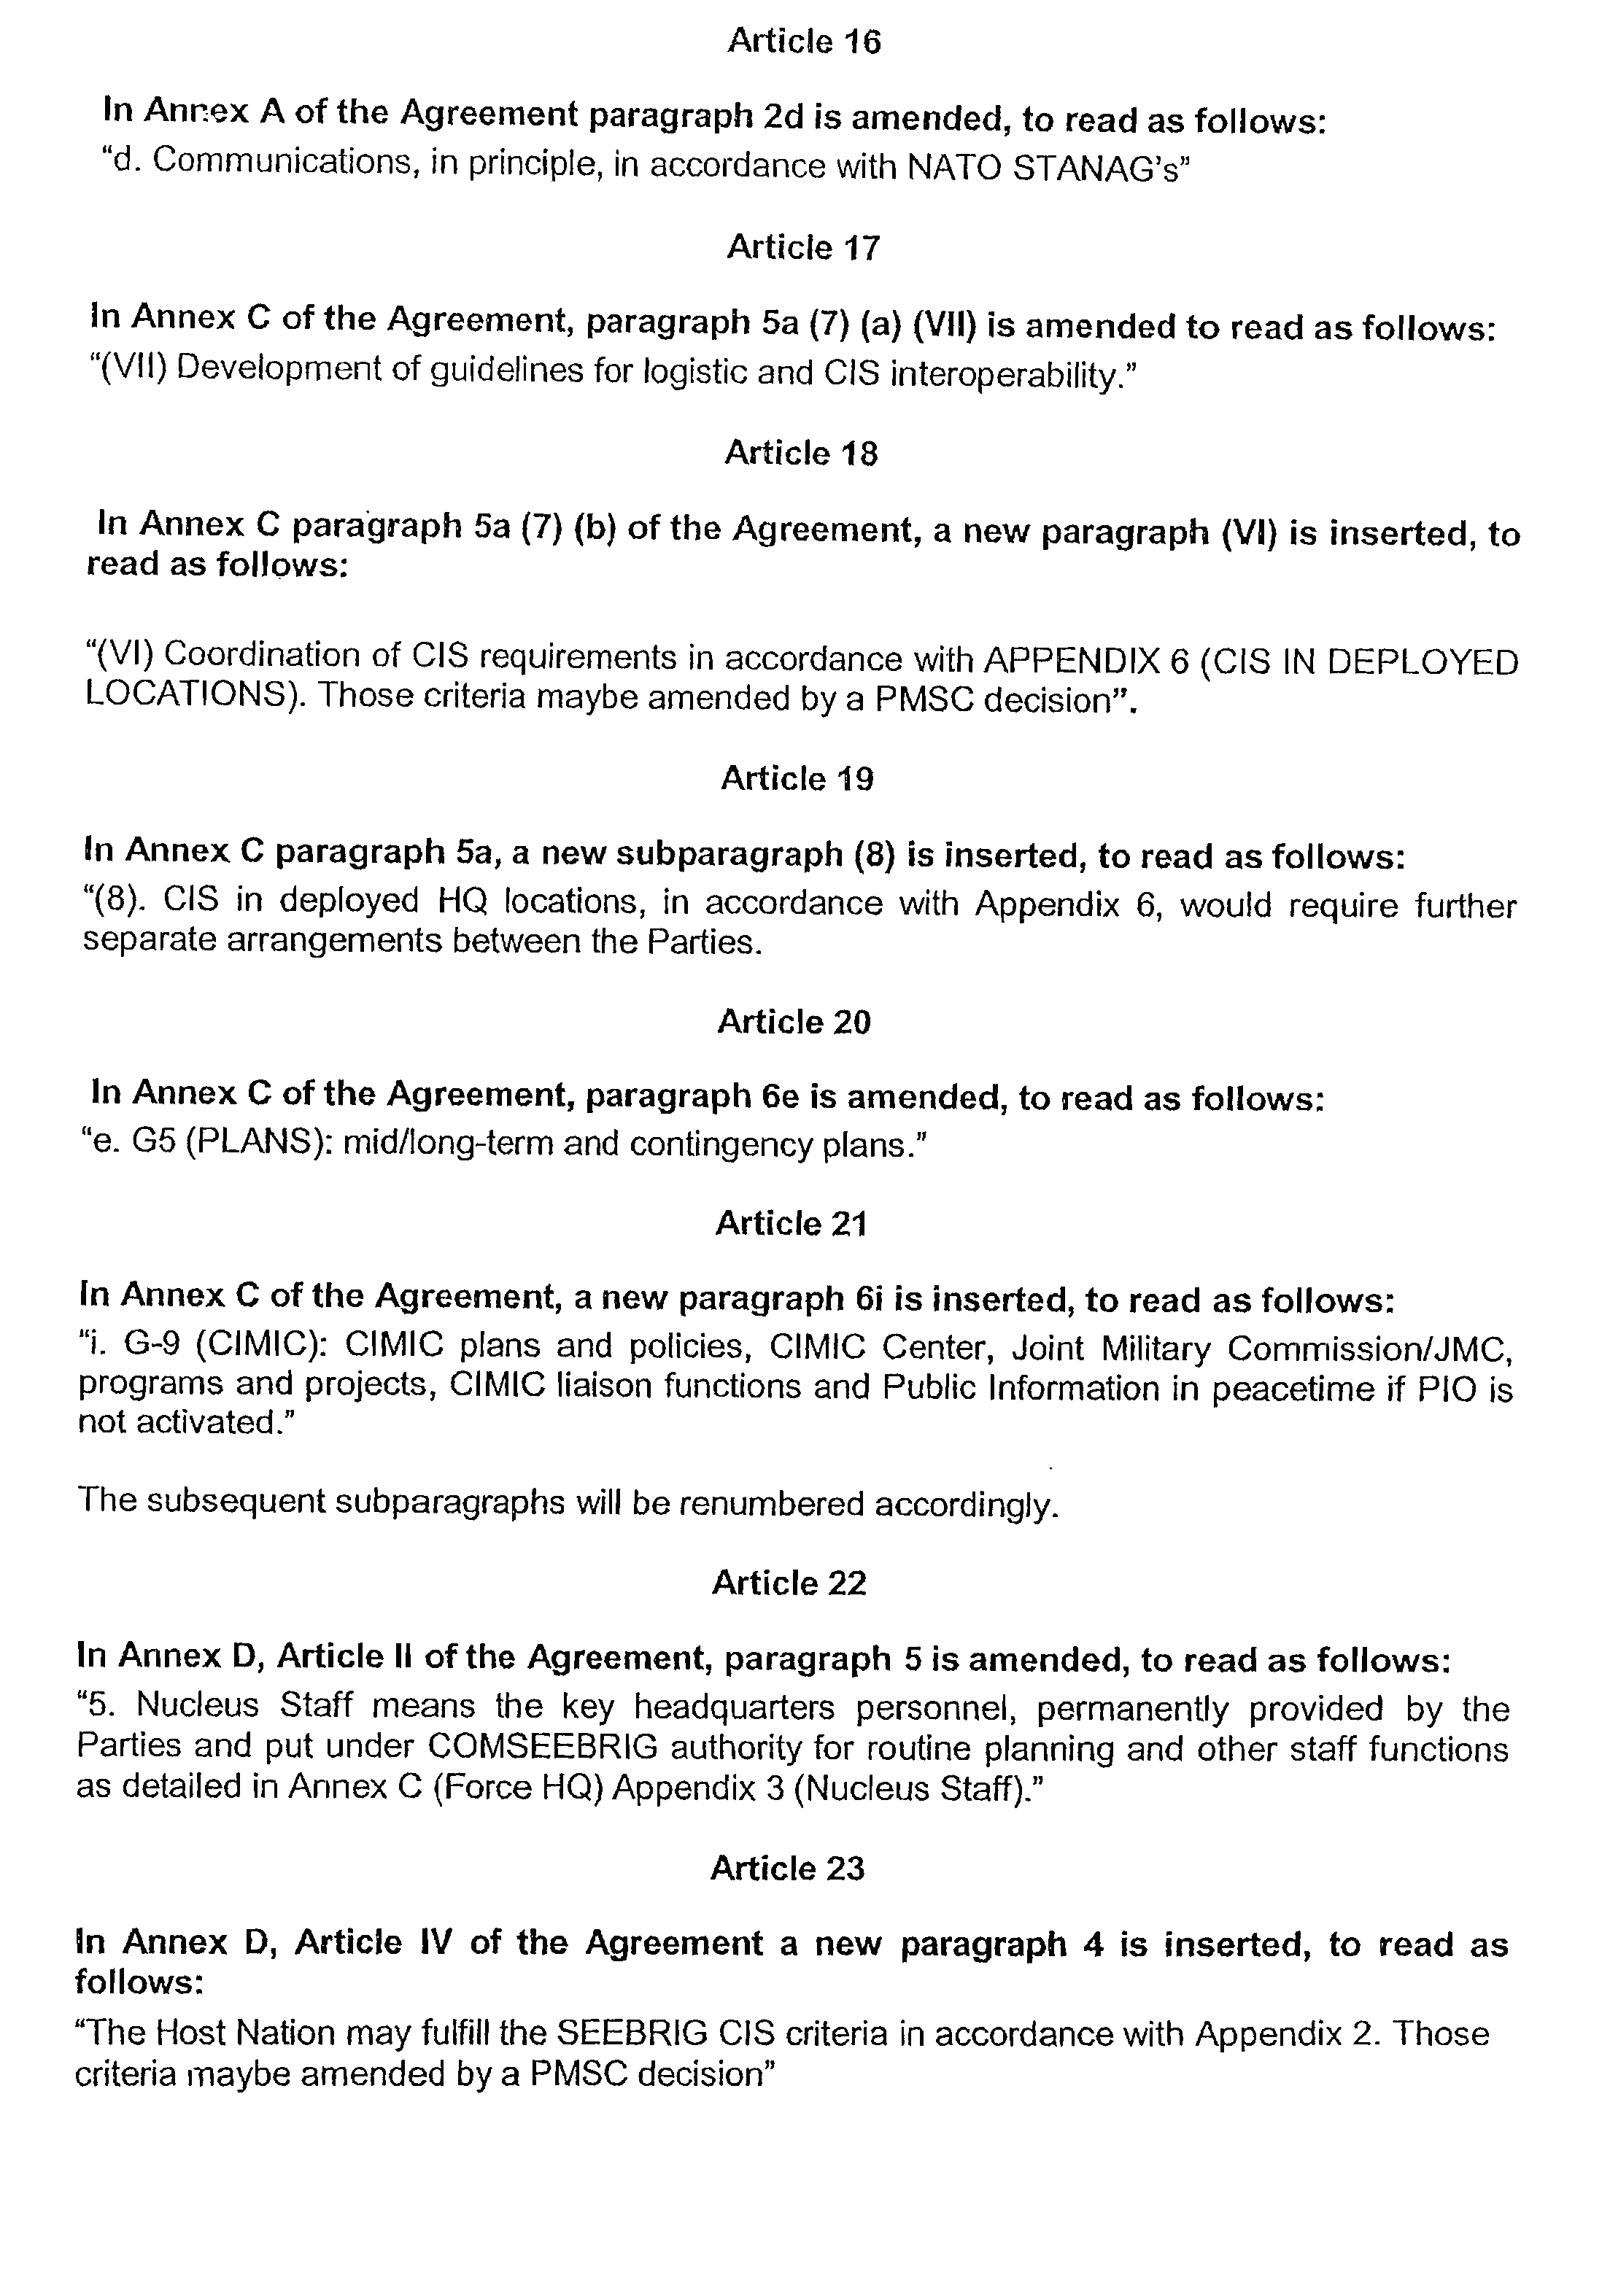 Article 16
In Annex A of the Agreement paragraph 2d is amended, to read as follows:
“d. Communications, in principle, in accordance with NATO STANAG’s”
Article 17
In Annex C of the Agreement, paragraph 5a (7) (a) (VII) is amended to read as follows:
“(VII) Development of guidelines for logistic and CIS interoperability.”
Article 18
In Annex C paragraph 5a (7) (b) of the Agreement, a new paragraph (VI) is inserted, to
read as follows:
“(VI) Coordination of CIS requirements in accordance with APPENDIX 6 (CIS IN DEPLOYED
LOCATIONS). Those criteria maybe amended by a PMSC decision”.
Article 19
In Annex C paragraph 5a, a new subparagraph (8) is inserted, to read as follows:
“(8). CIS in deployed HQ locations, in accordance with Appendix 6, would require further
separate arrangements between the Parties.
Article 20
In Annex C of the Agreement, paragraph 6e is amended, to read as follows:
“e. G5 (PLANS): mid/long-term and contingency plans.”
Article 21
In Annex C of the Agreement, a new paragraph 6i is inserted, to read as follows:
“i. G-9 (CIMIC): CIMIC plans and policies, CIMIC Center, Joint Military Commission/JMC,
programs and projects, CIMIC liaison functions and Public Information in peacetime if PIO is
not activated.”
The subsequent subparagraphs will be renumbered accordingly.
Article 22
In Annex D, Article II of the Agreement, paragraph 5 is amended, to read as follows:
“5. Nucleus Staff means the key headquarters personnel, permanently provided by the
Parties and put under COMSEEBRIG authority for routine planning and other staff functions
as detailed in Annex C (Force HQ) Appendix 3 (Nucleus Staff).”
Article 23
In Annex D, Article IV of the Agreement a new paragraph 4 is inserted, to read as
follows:
“The Host Nation may fulfill the SEEBRIG CIS criteria in accordance with Appendix 2. Those
criteria maybe amended by a PMSC decision”